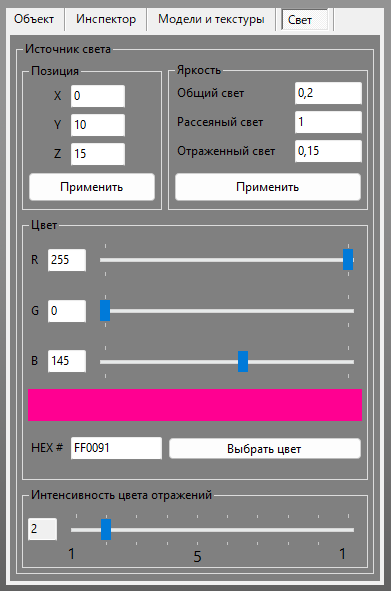 Объект Инспектор Модели и текстуры Свет
Источник света
Позиция
X 0
Y 10
Z 15
Применить
Яркость
Общий свет 0,2
Рассеяный свет 1
Отраженный свет 0,15
Применить
Цвет
R 255
G 0
B 145
HEX # FF0091 Выбрать цвет
Интенсивность цвета отражений
2
1 5 1